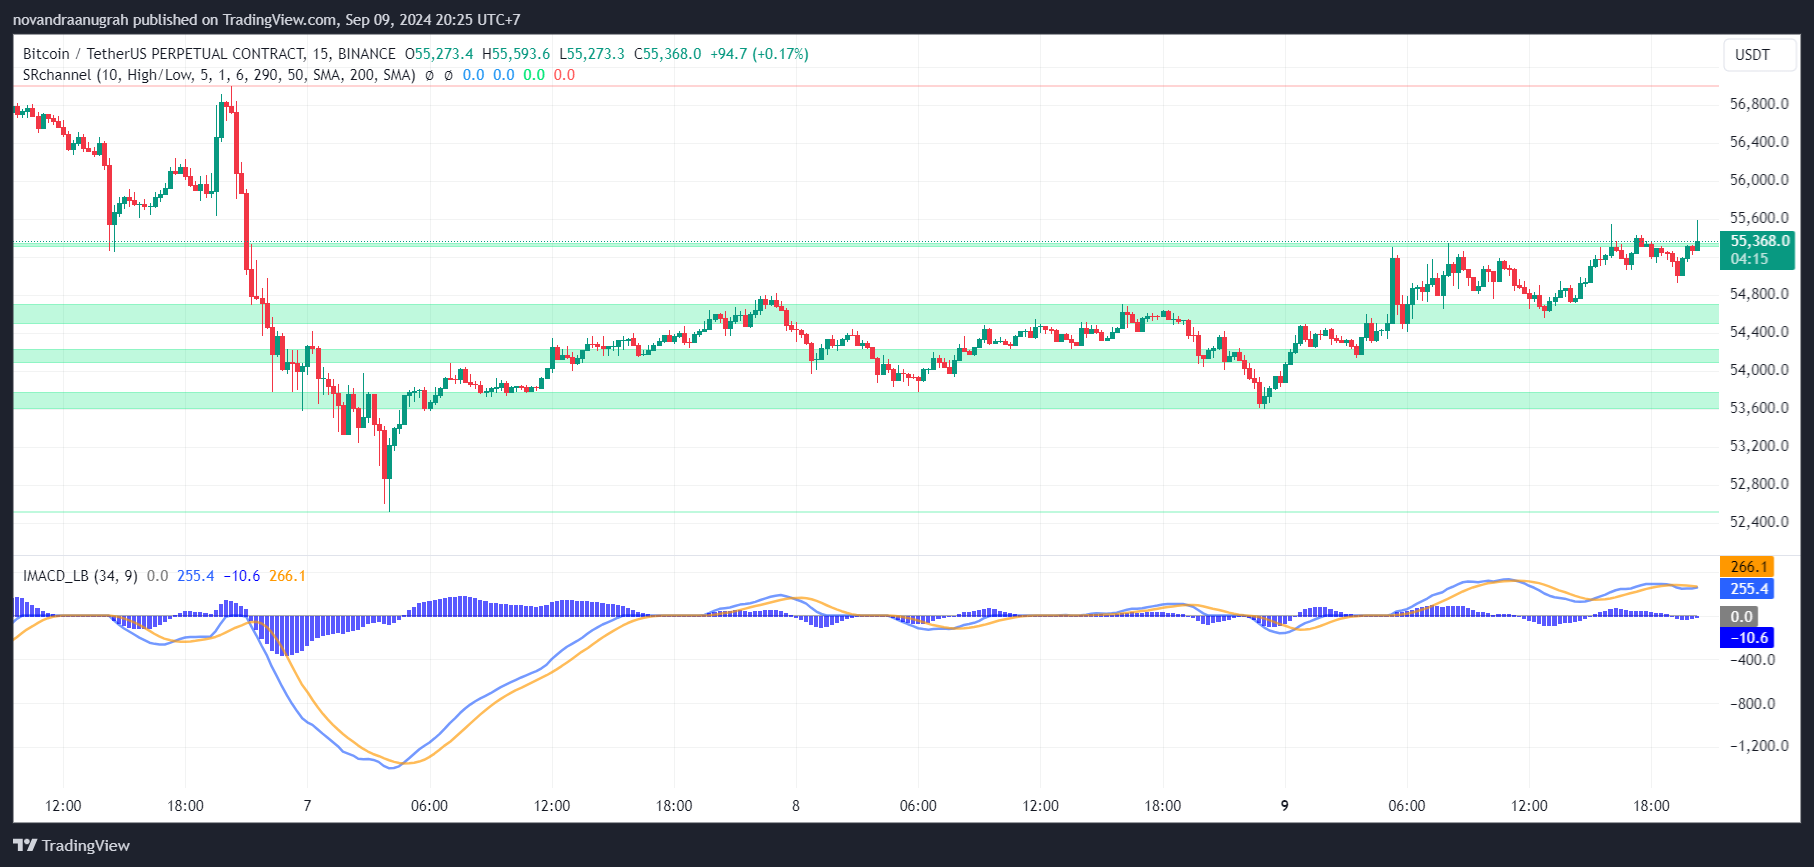 novandraanugrah published on TradingView.com, Sep 09, 2024 20:25 UTC+7
Bitcoin / TetherUS PERPETUAL CONTRACT, 15, BINANCE O55,273.4 H55,593.6 L55,273.3 C55,368.0 +94.7 (+0.17%)
USDT
SRchannel (10, High/Low, 5, 1, 6, 290, 50, SMA, 200, SMA) ∅ ∅ 0.0 0.0 0.0 0.0
56,800.0
56,400.0
56,000.0
55,600.0
55,368.0
04:15
54,800.0
54,400.0
54,000.0
53,600.0
53,200.0
52,800.0
52,400.0
IMACD_LB (34, 9) 0.0 255.4 −10.6 266.1
266.1
255.4
0.0
−10.6
−400.0
−800.0
−1,200.0
12:00 18:00 7 06:00 12:00 18:00 8 06:00 12:00 18:00 9 06:00 12:00 18:00
TradingView